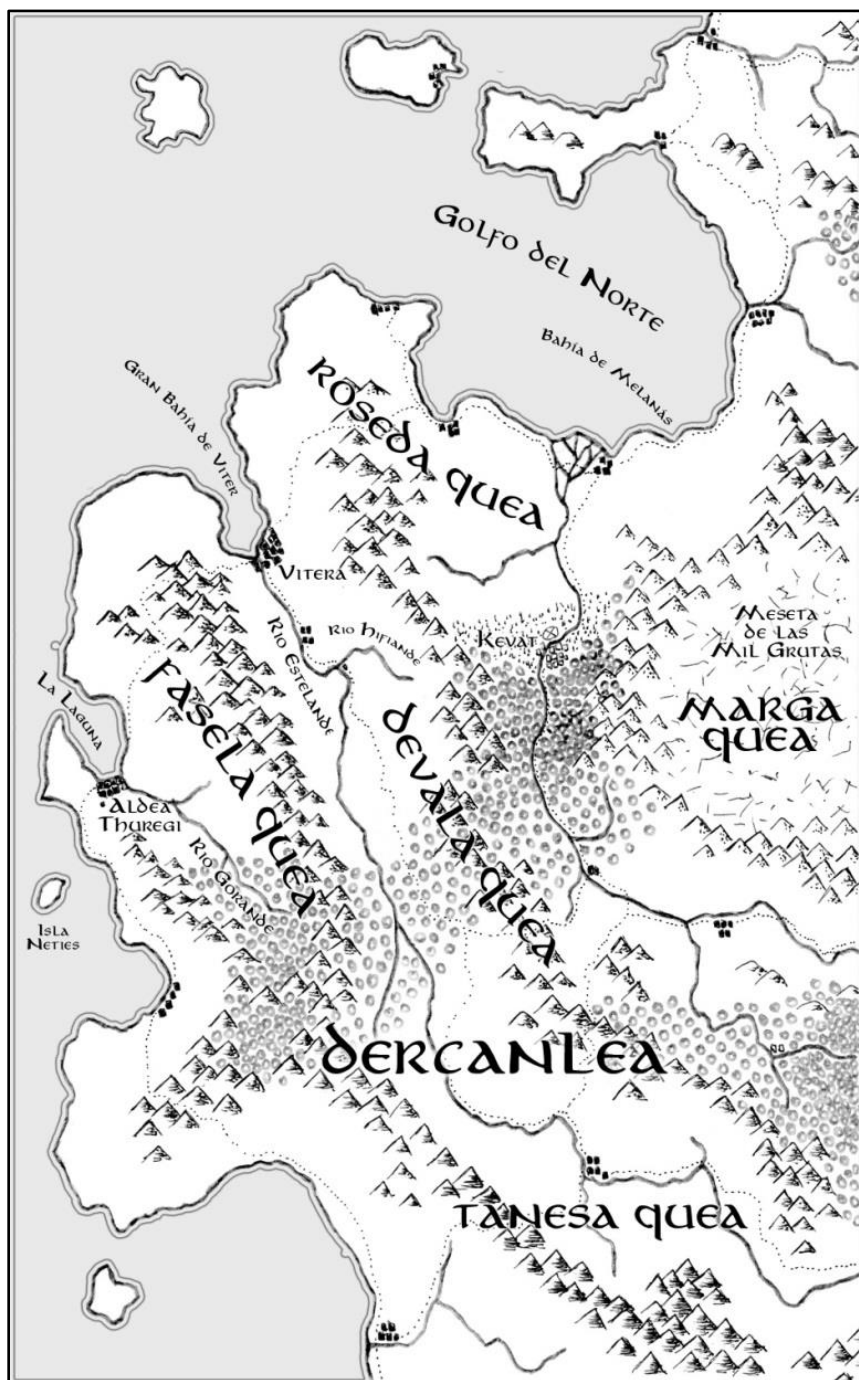 Golfo del Norte
Bahía de Melanás
Gran Bahía de Viter
Roseda Quea
Vitera
Río Estelande
Río Hifiande
Kevat
Meseta
de las
Mil Grutas
Marga
Quea
La Laguna
Fasela Quea
Devala Quea
Aldea
Thuregi
Río Gorande
Isla
Neties
Dercanlea
Tanesa Quea